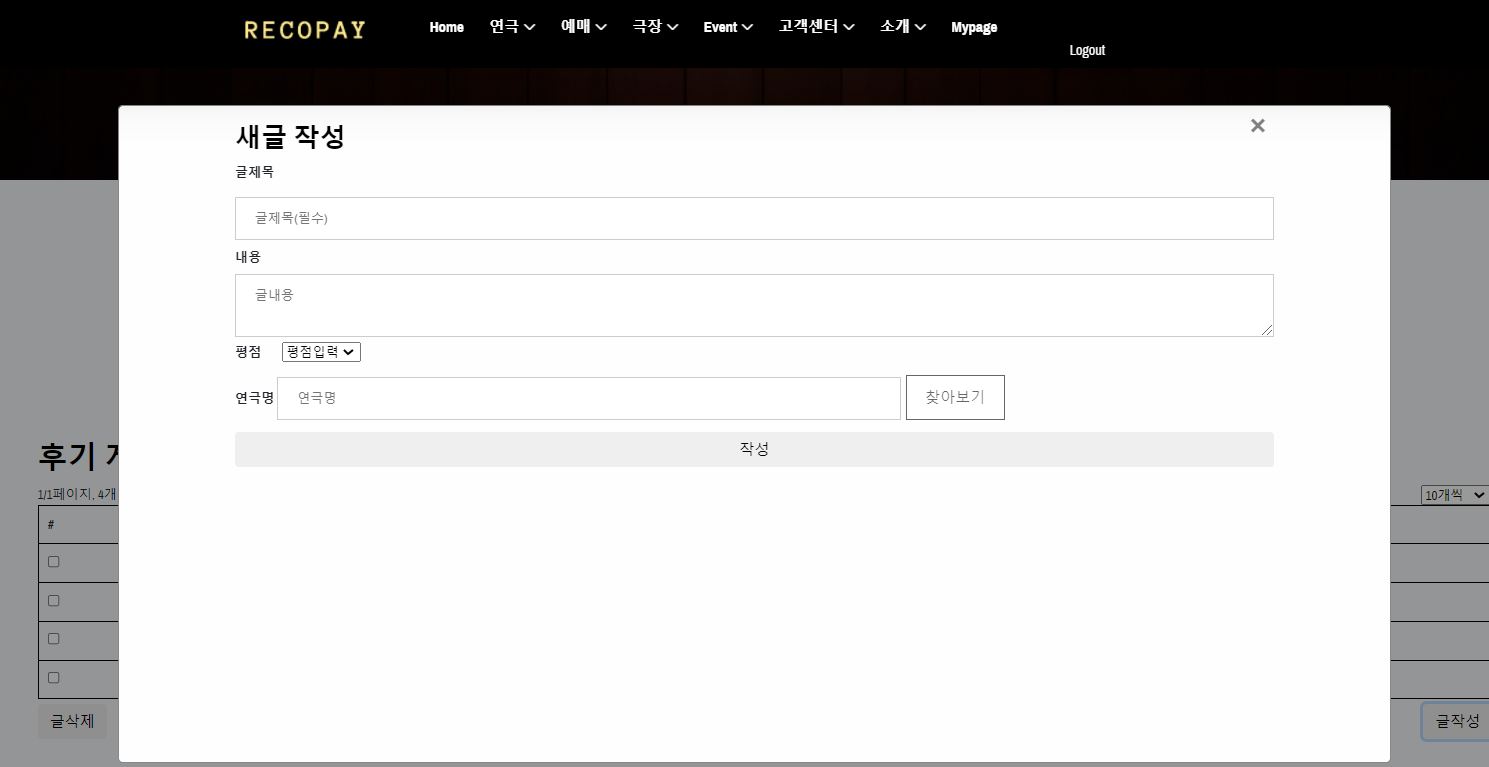 RECOPAY
Home 연극 예매 극장 Event 고객센터 소개 Mypage
Logout
새글 작성
×
글제목
글제목(필수)
내용
글내용
평점 평점입력
연극명 연극명 찾아보기
작성
후기
1/1페이지, 4개
10개씩
#
글삭제
글작성